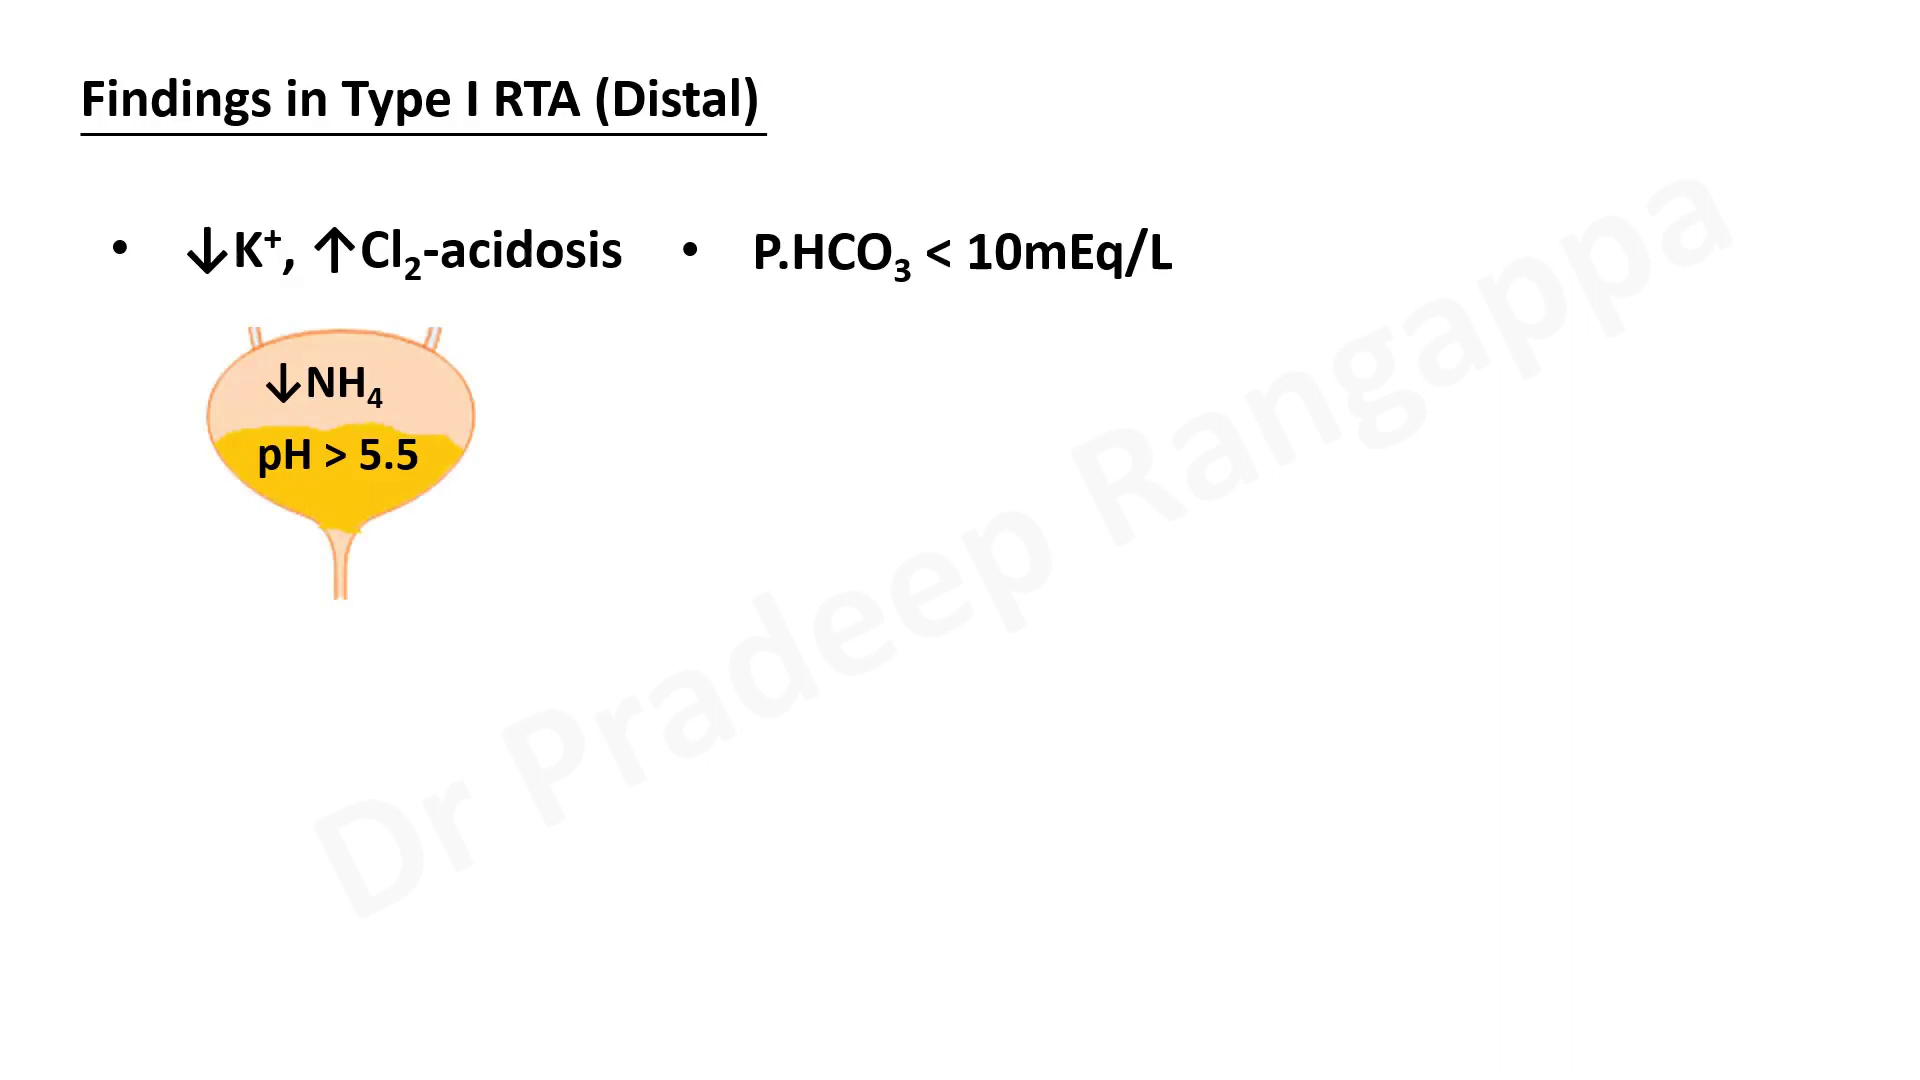 Findings in Type I RTA (Distal)
• ↓K⁺, ↑Cl₂-acidosis
• P.HCO₃ < 10mEq/L
↓NH₄
pH > 5.5
Dr Pradeep Rangappa